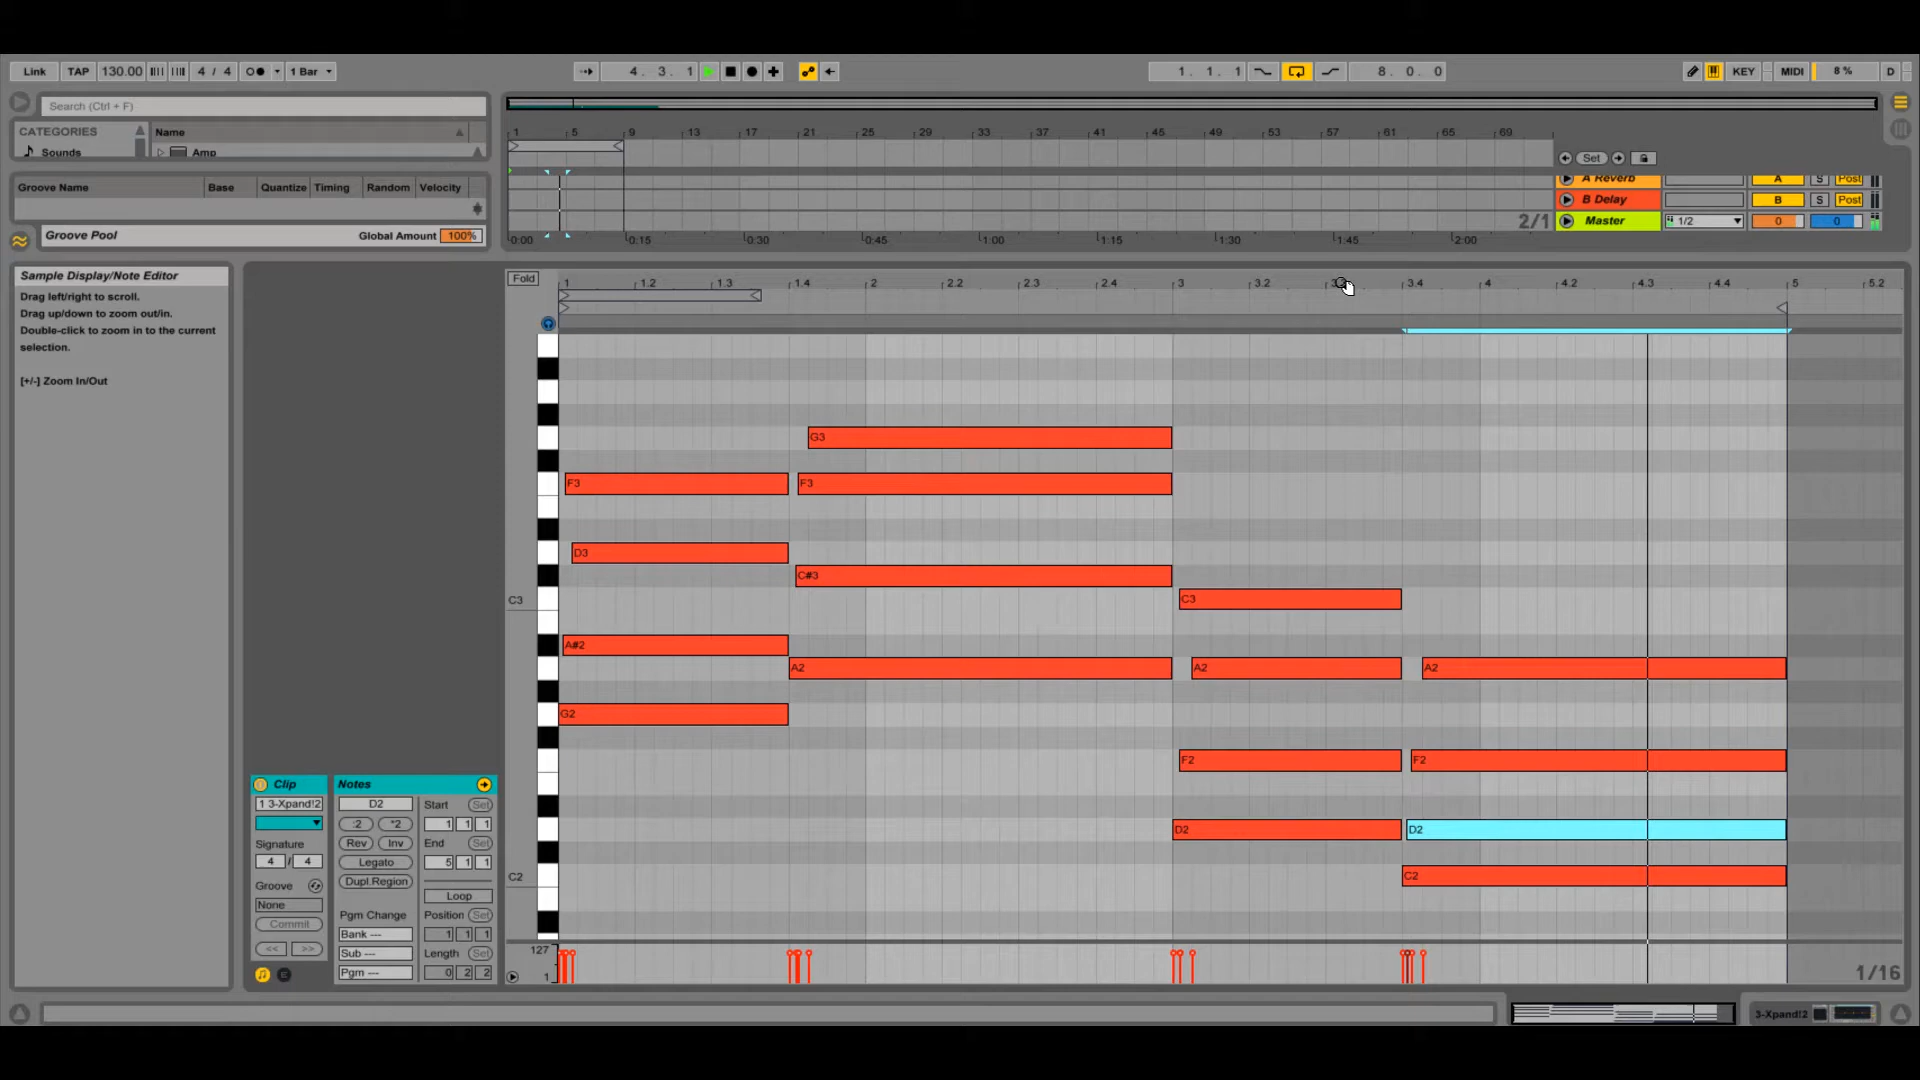 Link TAP 130.00 4 / 4 1 Bar 4. 3. 1 1. 1. 1 8. 0. 0 KEY MIDI 8 % D
Search (Ctrl + F)
CATEGORIES Name
Sounds Amp
Groove Name Base Quantize Timing Random Velocity
Groove Pool Global Amount 100%
1 5 9 13 17 21 25 29 33 37 41 45 49 53 57 61 65 69
Set
A Reverb A S Post
B Delay B S Post
2/1 Master 1/2 0 0
0:00 0:15 0:30 0:45 1:00 1:15 1:30 1:45 2:00
Sample Display/Note Editor
Drag left/right to scroll.
Drag up/down to zoom out/in.
Double-click to zoom in to the current
selection.
[+/-] Zoom In/Out
Fold 1 1.2 1.3 1.4 2 2.2 2.3 2.4 3 3.2 3.4 4 4.2 4.3 4.4 5 5.2
G3
F3 F3
D3
C#3
C3 C3
A#2
A2 A2 A2
G2
F2 F2
D2 D2
C2 C2
Clip Notes
1 3-Xpand!2 D2 Start Set
:2 *2 1 1 1
Signature Rev Inv End Set
4 / 4 Legato 5 1 1
Groove Dupl.Region Loop
None Pgm Change Position Set
Commit Bank --- 1 1 1
<< >> Sub --- Length Set
Pgm --- 0 2 2
127
1
1/16
3-Xpand!2